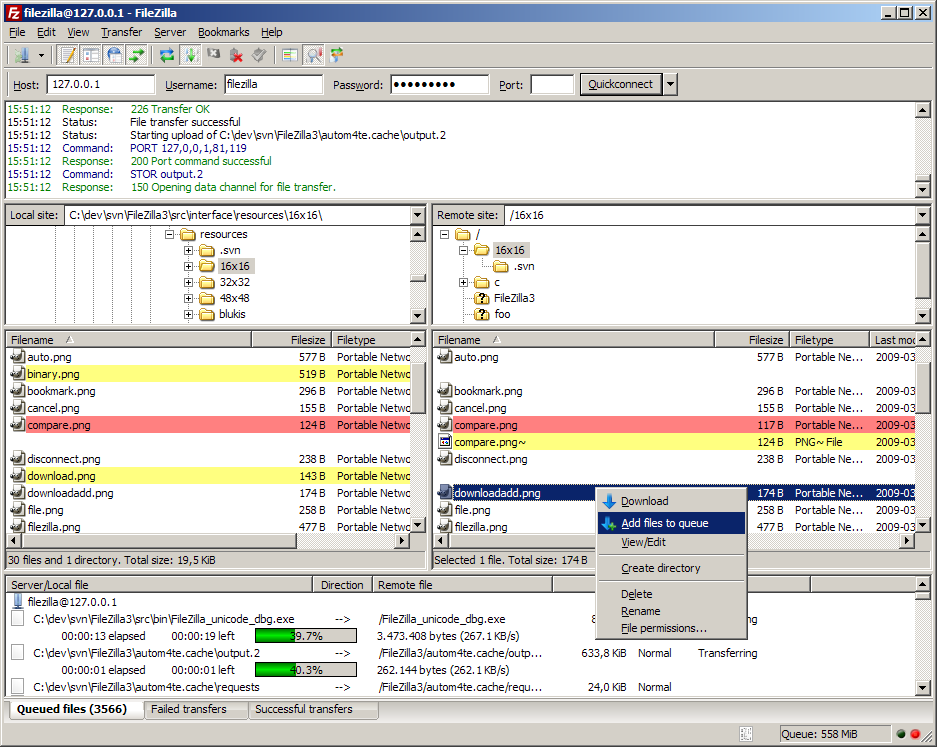 filezilla@127.0.0.1 - FileZilla
File Edit View Transfer Server Bookmarks Help
Host: 127.0.0.1 Username: filezilla Password: ●●●●●●●●● Port: Quickconnect
15:51:12 Response: 226 Transfer OK
15:51:12 Status: File transfer successful
15:51:12 Status: Starting upload of C:\dev\svn\FileZilla3\autom4te.cache\output.2
15:51:12 Command: PORT 127,0,0,1,81,119
15:51:12 Response: 200 Port command successful
15:51:12 Command: STOR output.2
15:51:12 Response: 150 Opening data channel for file transfer.
Local site: C:\dev\svn\FileZilla3\src\interface\resources\16x16\
resources
.svn
16x16
32x32
48x48
blukis
Remote site: /16x16
/
16x16
.svn
c
FileZilla3
foo
Filename Filesize Filetype
auto.png 577 B Portable Netwo
binary.png 519 B Portable Netwo
bookmark.png 296 B Portable Netwo
cancel.png 155 B Portable Netwo
compare.png 124 B Portable Netwo
disconnect.png 238 B Portable Netwo
download.png 143 B Portable Netwo
downloadadd.png 174 B Portable Netwo
file.png 258 B Portable Netwo
filezilla.png 477 B Portable Netwo
30 files and 1 directory. Total size: 19,5 KiB
Filename Filesize Filetype Last mod
auto.png 577 B Portable Ne... 2009-03
bookmark.png 296 B Portable Ne... 2009-03
cancel.png 155 B Portable Ne... 2009-03
compare.png 117 B Portable Ne... 2009-03
compare.png~ 124 B PNG~ File 2009-03
disconnect.png 238 B Portable Ne... 2009-03
downloadadd.png 174 B Portable Ne... 2009-03
file.png 258 B Portable Ne... 2009-03
filezilla.png 477 B Portable Ne... 2009-03
Selected 1 file. Total size: 174 B
Download
Add files to queue
View/Edit
Create directory
Delete
Rename
File permissions...
Server/Local file Direction Remote file
filezilla@127.0.0.1
C:\dev\svn\FileZilla3\src\bin\FileZilla_unicode_dbg.exe --> /FileZilla_unicode_dbg.exe
00:00:13 elapsed 00:00:19 left 39.7% 3.473.408 bytes (267.1 KB/s)
C:\dev\svn\FileZilla3\autom4te.cache\output.2 --> /FileZilla3/autom4te.cache/outp... 633,8 KiB Normal Transferring
00:00:01 elapsed 00:00:01 left 40.3% 262.144 bytes (262.1 KB/s)
C:\dev\svn\FileZilla3\autom4te.cache\requests --> /FileZilla3/autom4te.cache/requ... 24,0 KiB Normal
Queued files (3566) Failed transfers Successful transfers
Queue: 558 MiB